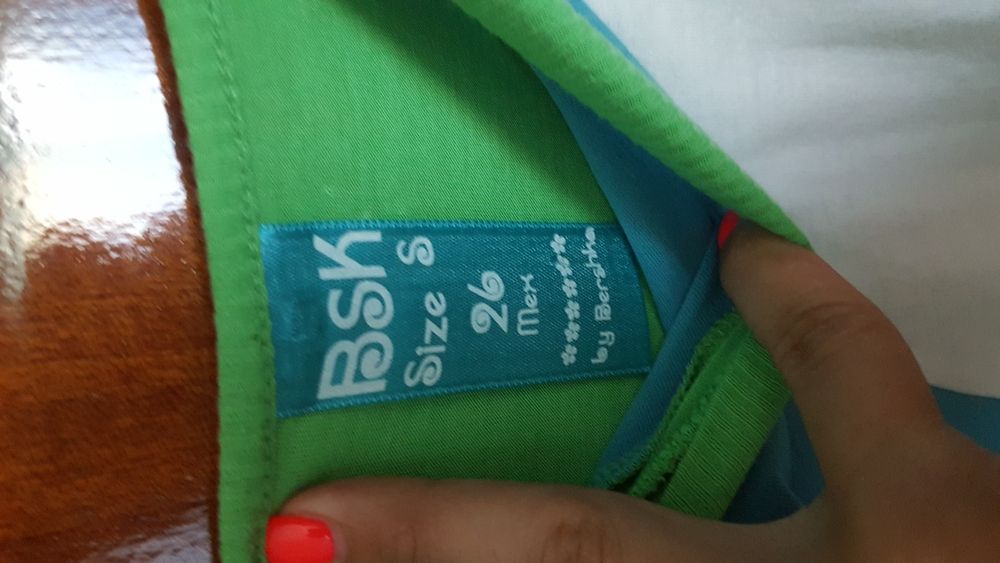 BSK
Size S
26
Mex
******
by Bershka